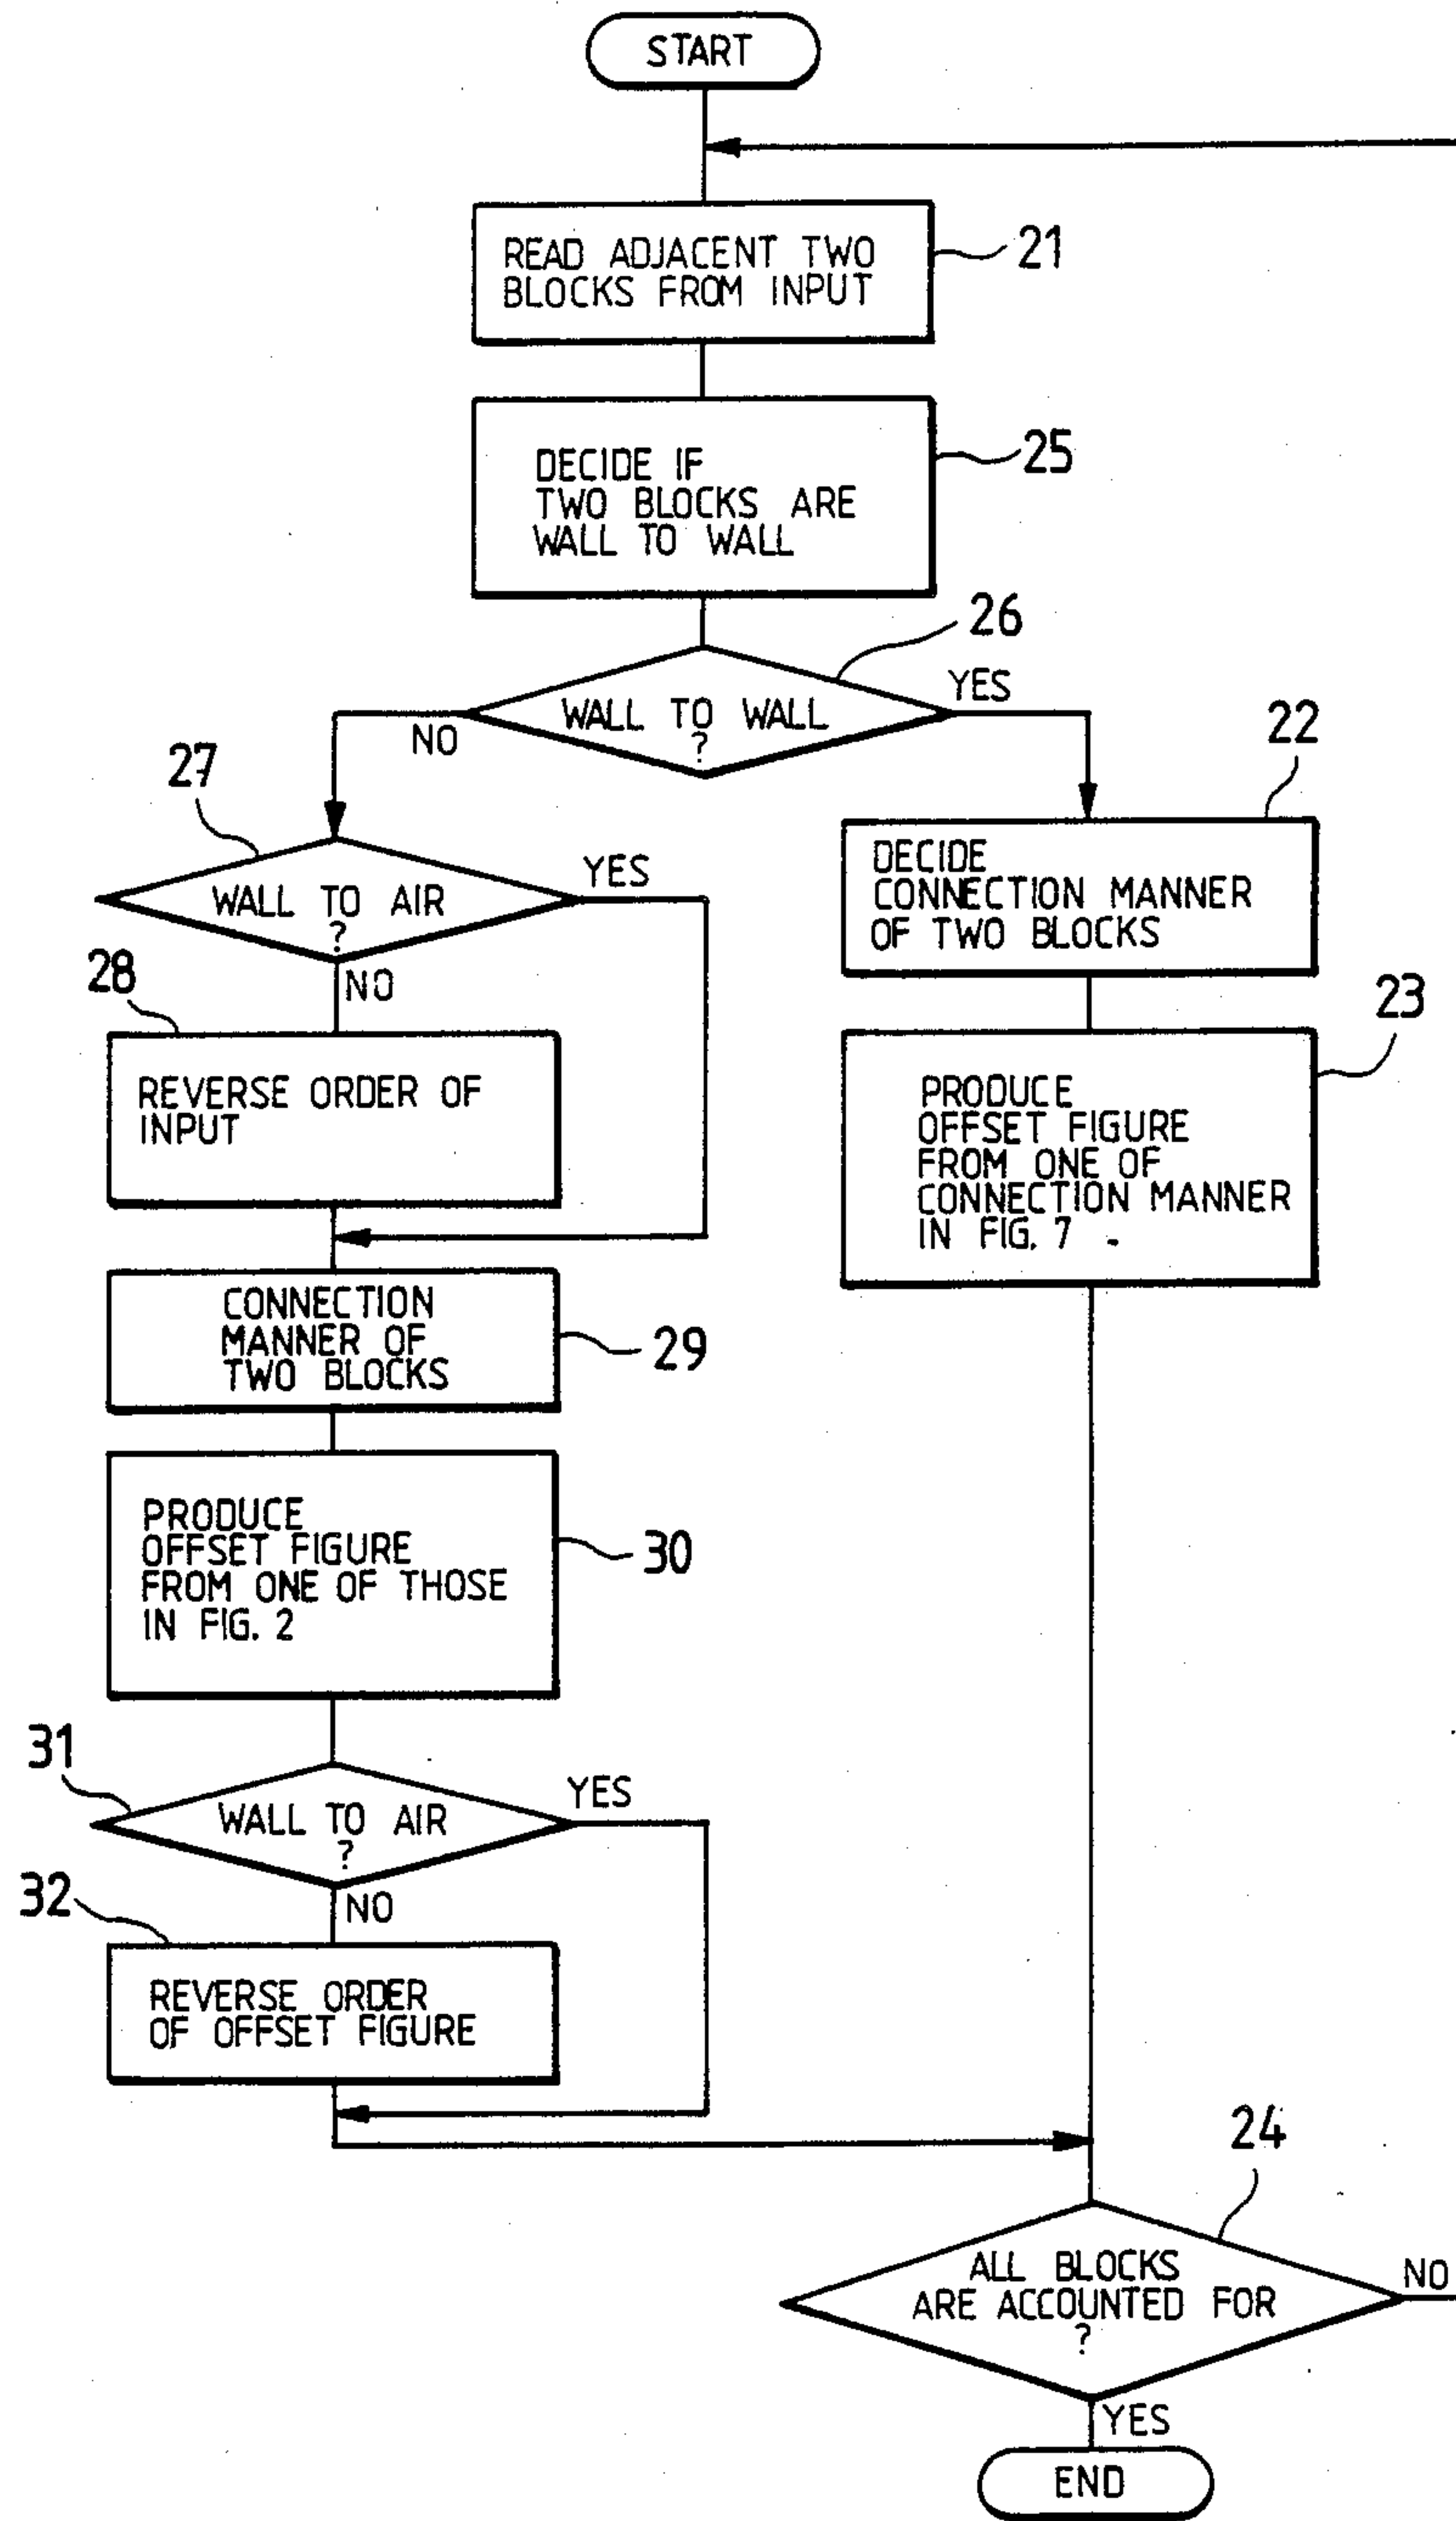 START
READ ADJACENT TWO
BLOCKS FROM INPUT
21
DECIDE IF
TWO BLOCKS ARE
WALL TO WALL
25
26
WALL TO WALL
?
NO
YES
27
WALL TO AIR
?
YES
NO
22
DECIDE
CONNECTION MANNER
OF TWO BLOCKS
28
REVERSE ORDER OF
INPUT
23
PRODUCE
OFFSET FIGURE
FROM ONE OF
CONNECTION MANNER
IN FIG. 7
CONNECTION
MANNER OF
TWO BLOCKS
29
PRODUCE
OFFSET FIGURE
FROM ONE OF THOSE
IN FIG. 2
30
31
WALL TO AIR
?
YES
NO
32
REVERSE ORDER
OF OFFSET FIGURE
24
ALL BLOCKS
ARE ACCOUNTED FOR
?
NO
YES
END